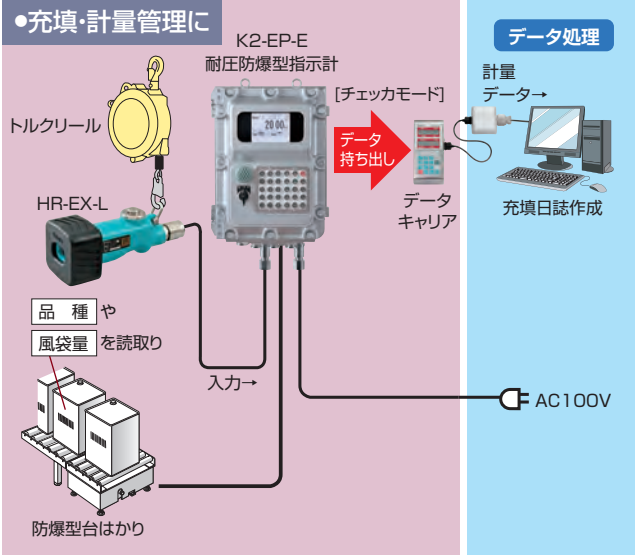 ●充填・計量管理に
K2-EP-E
耐圧防爆型指示計
データ処理
[チェッカモード]
計量
データ→
トルクリール
データ
持ち出し
HR-EX-L
データ
キャリア
充填日誌作成
品 種 や
風袋量 を読取り
入力→
AC100V
防爆型台はかり